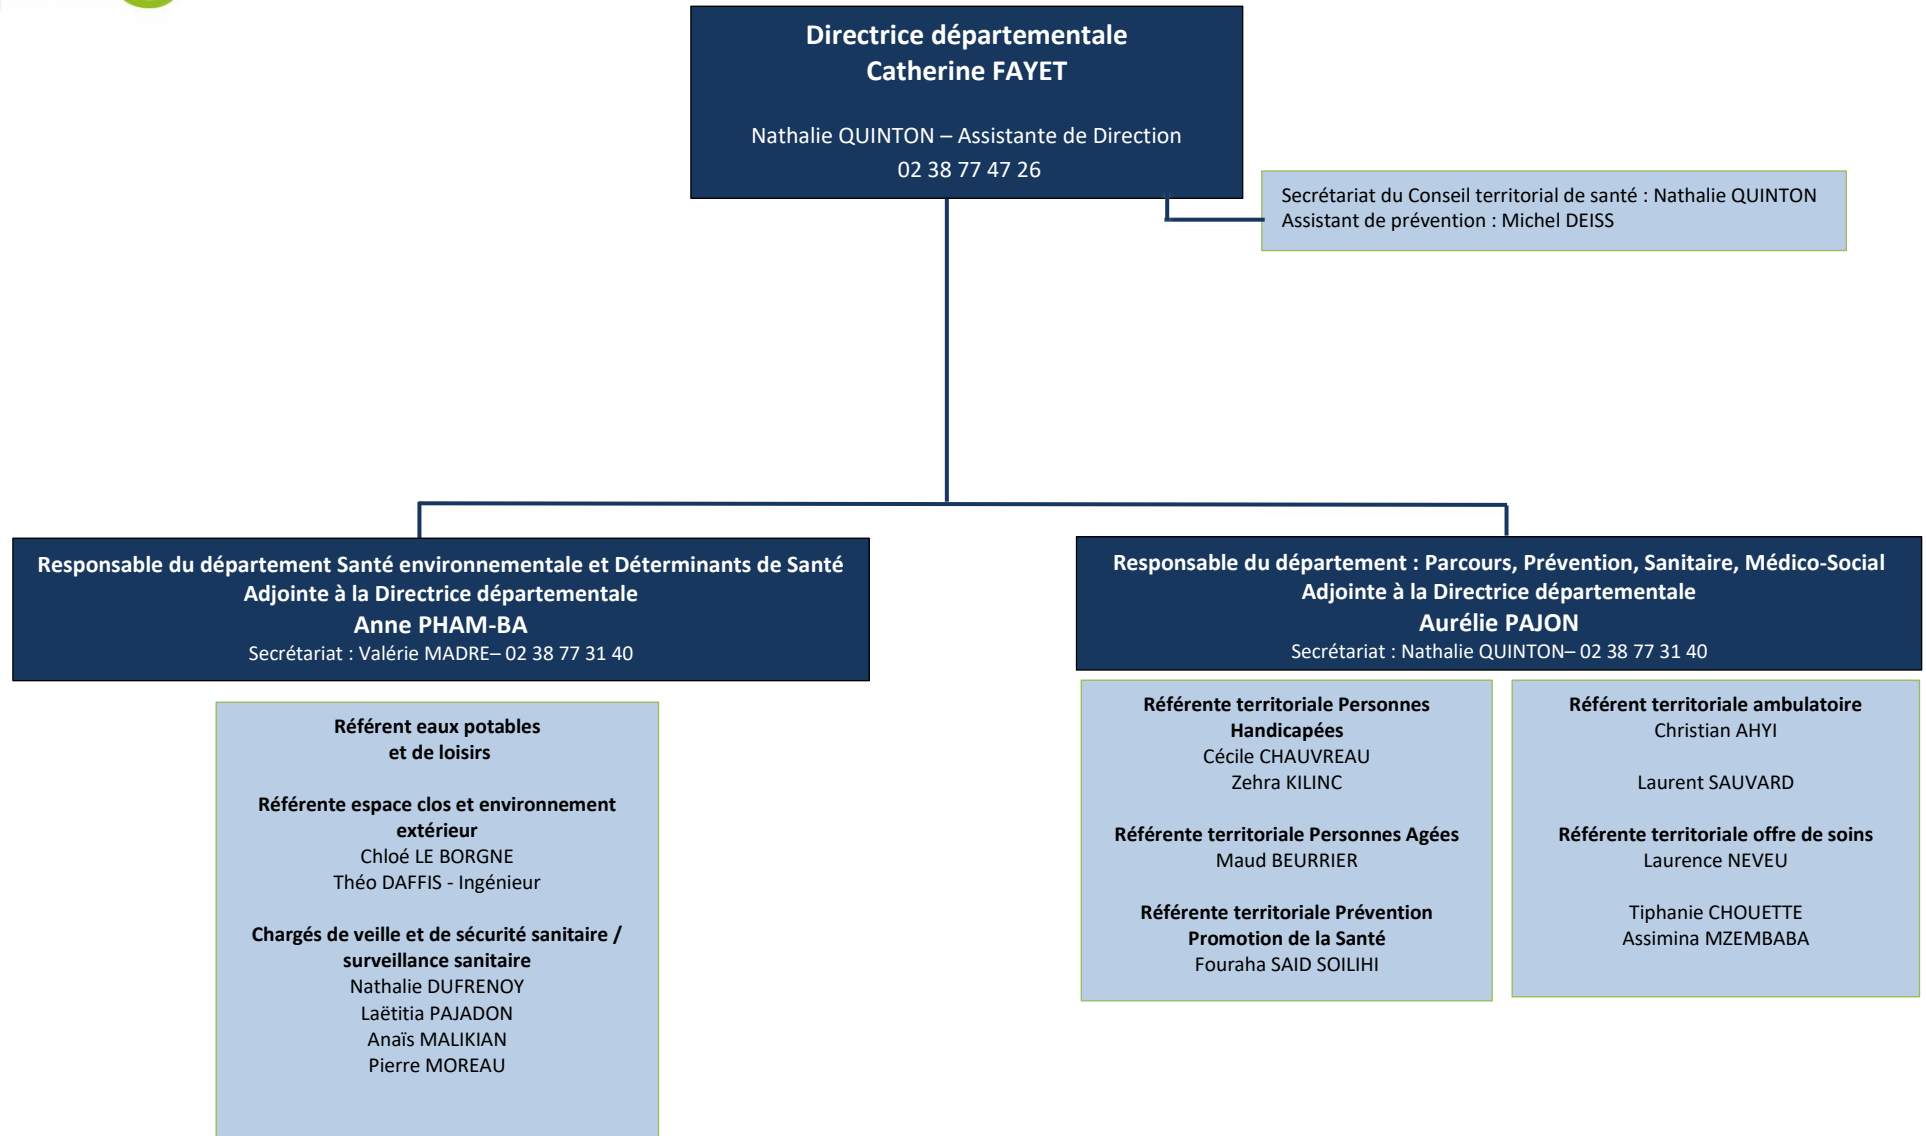 Directrice départementale
Catherine FAYET
Nathalie QUINTON – Assistante de Direction
02 38 77 47 26
Secrétariat du Conseil territorial de santé : Nathalie QUINTON
Assistant de prévention : Michel DEISS
Responsable du département Santé environnementale et Déterminants de Santé
Adjointe à la Directrice départementale
Anne PHAM-BA
Secrétariat : Valérie MADRE– 02 38 77 31 40
Référent eaux potables
et de loisirs
Référente espace clos et environnement
extérieur
Chloé LE BORGNE
Théo DAFFIS - Ingénieur
Chargés de veille et de sécurité sanitaire /
surveillance sanitaire
Nathalie DUFRENOY
Laëtitia PAJADON
Anaïs MALIKIAN
Pierre MOREAU
Responsable du département : Parcours, Prévention, Sanitaire, Médico-Social
Adjointe à la Directrice départementale
Aurélie PAJON
Secrétariat : Nathalie QUINTON– 02 38 77 31 40
Référente territoriale Personnes
Handicapées
Cécile CHAUVREAU
Zehra KILINC
Référente territoriale Personnes Agées
Maud BEURRIER
Référente territoriale Prévention
Promotion de la Santé
Fouraha SAID SOILIHI
Référent territoriale ambulatoire
Christian AHYI
Laurent SAUVARD
Référente territoriale offre de soins
Laurence NEVEU
Tiphanie CHOUETTE
Assimina MZEMBABA